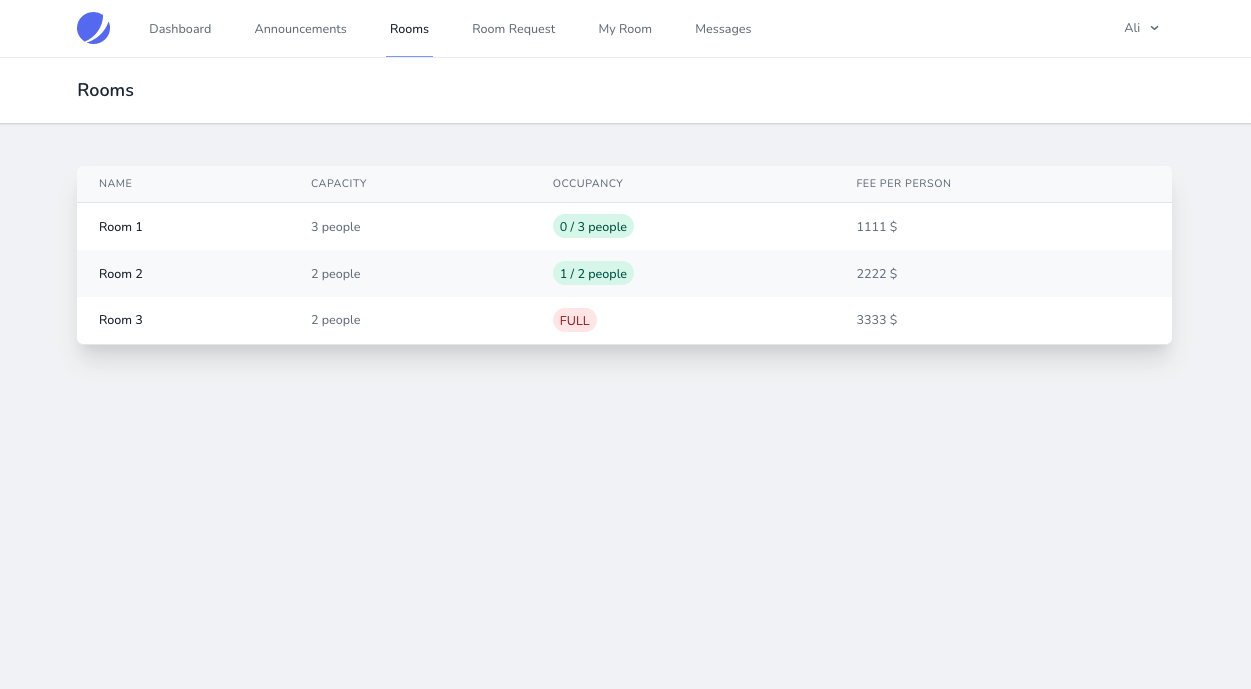 Dashboard Announcements Rooms Room Request My Room Messages Ali
Rooms
NAME CAPACITY OCCUPANCY FEE PER PERSON
Room 1 3 people 0 / 3 people 1111 $
Room 2 2 people 1 / 2 people 2222 $
Room 3 2 people FULL 3333 $